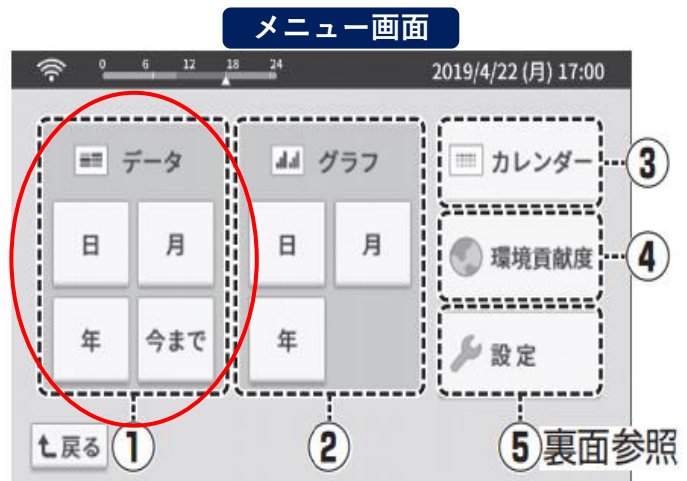 メニュー画面
0 6 12 18 24 2019/4/22 (月) 17:00
データ
日 月
年 今まで
グラフ
日 月
年
カレンダー
③
環境貢献度
④
設定
戻る
①
②
⑤裏面参照